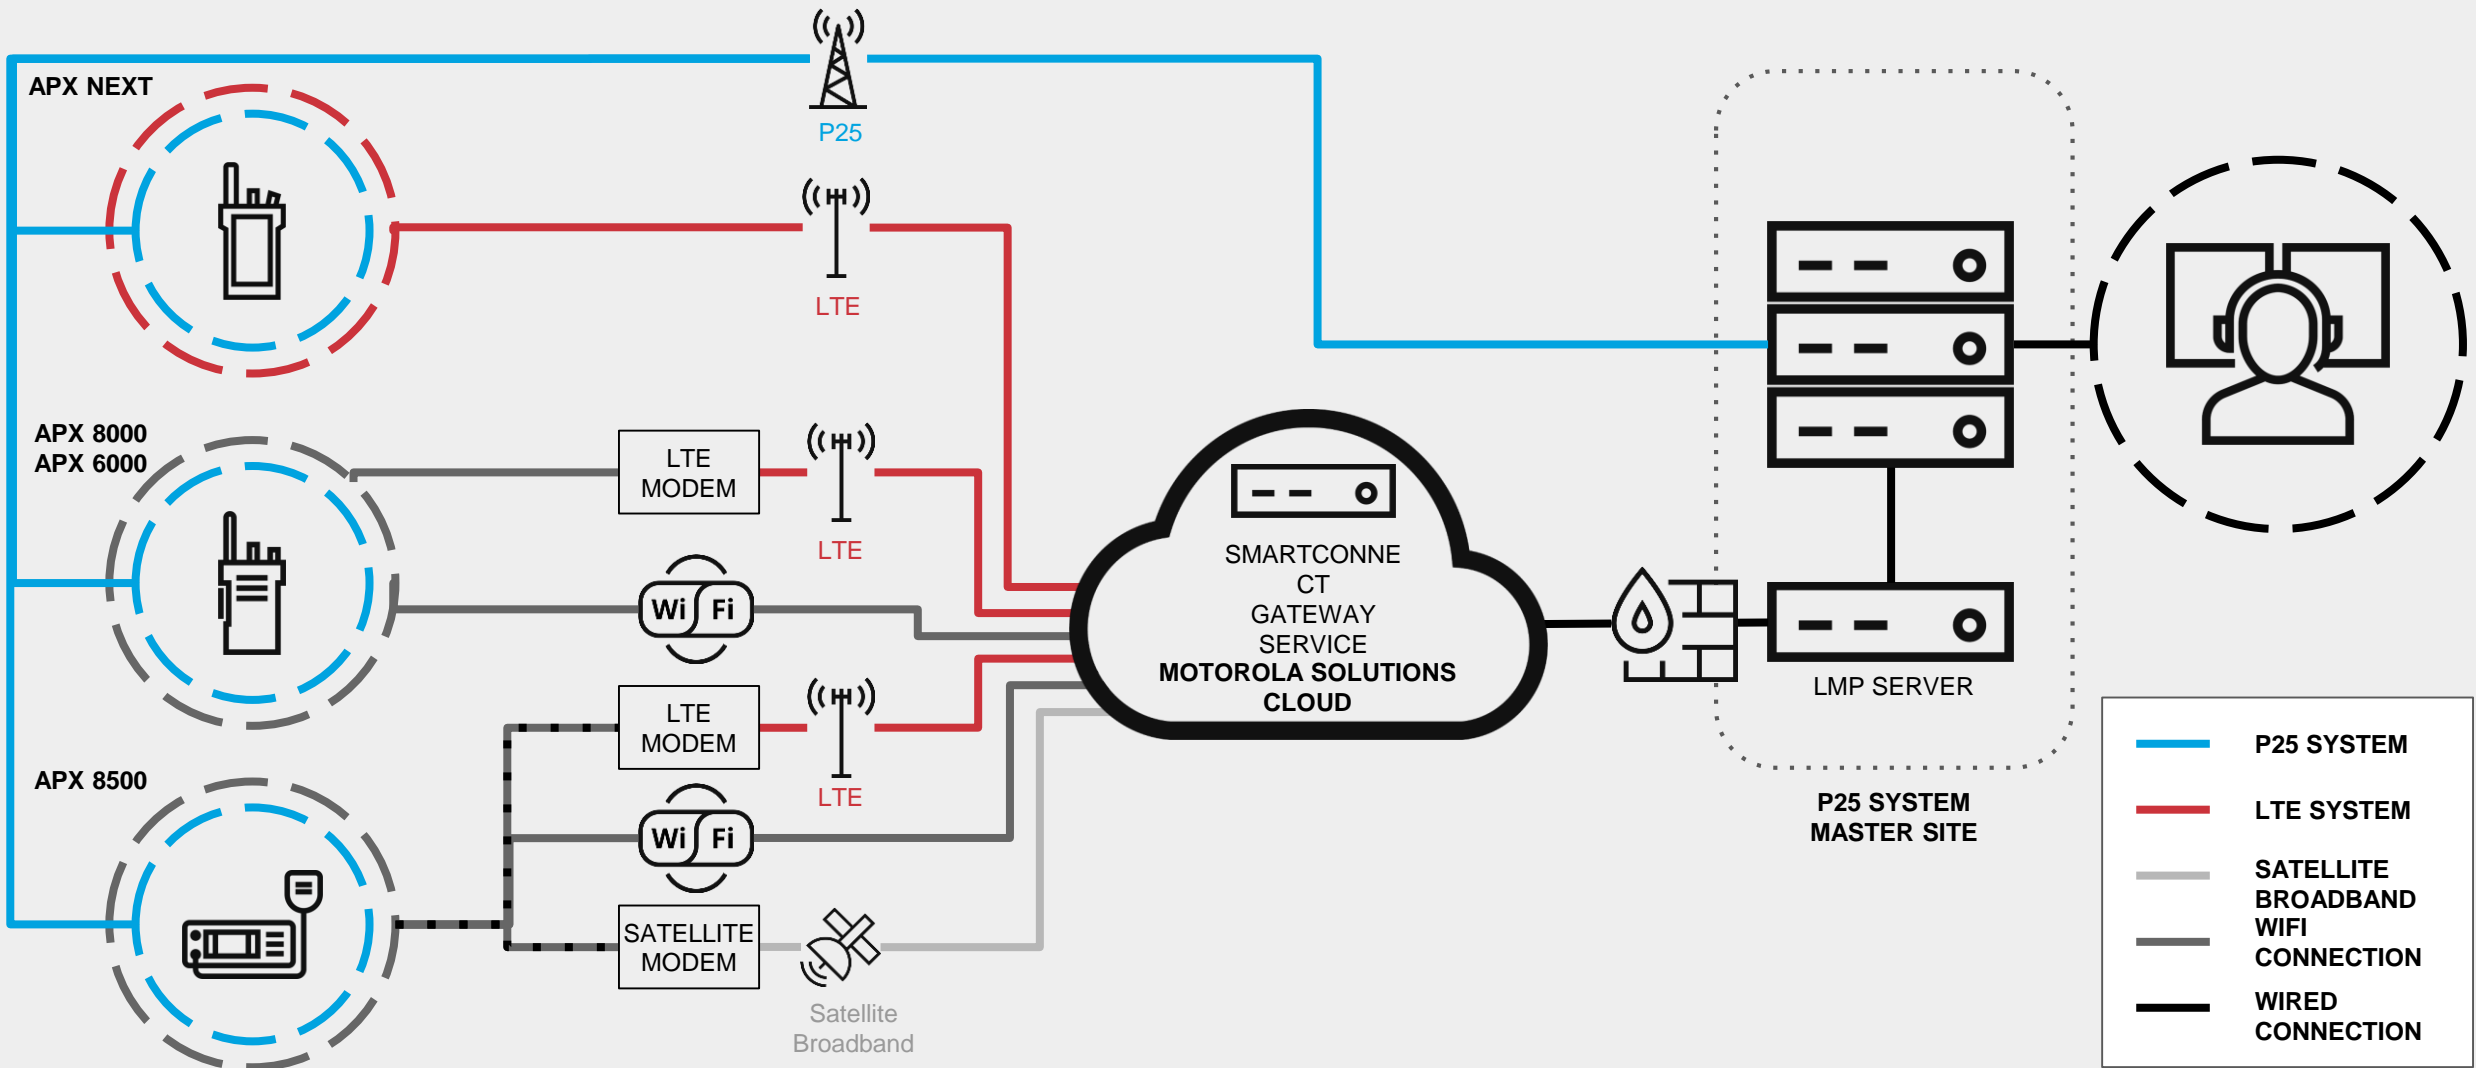 APX NEXT
P25
LTE
APX 8000
APX 6000
LTE
MODEM
LTE
Wi Fi
SMARTCONNE
CT
GATEWAY
SERVICE
MOTOROLA SOLUTIONS
CLOUD
LMP SERVER
P25 SYSTEM
MASTER SITE
APX 8500
LTE
MODEM
LTE
Wi Fi
SATELLITE
MODEM
Satellite
Broadband
P25 SYSTEM
LTE SYSTEM
SATELLITE
BROADBAND
WIFI
CONNECTION
WIRED
CONNECTION